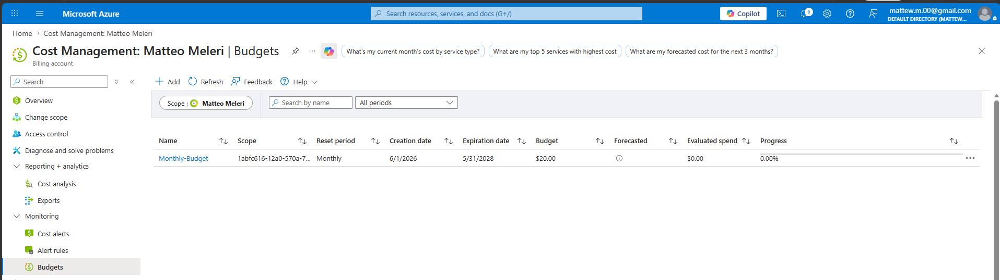 Microsoft Azure
Search resources, services, and docs (G+/)
Copilot
6
mattew.m.00@gmail.com
DEFAULT DIRECTORY (MATTEW...
Home > Cost Management: Matteo Meleri
Cost Management: Matteo Meleri | Budgets
Billing account
What's my current month's cost by service type?
What are my top 5 services with highest cost
What are my forecasted cost for the next 3 months?
Search
Add Refresh Feedback Help
Overview
Change scope
Access control
Diagnose and solve problems
Reporting + analytics
Cost analysis
Exports
Monitoring
Cost alerts
Alert rules
Budgets
Scope : Matteo Meleri
Search by name
All periods
Name Scope Reset period Creation date Expiration date Budget Forecasted Evaluated spend Progress
Monthly-Budget 1abfc616-12a0-570a-7... Monthly 6/1/2026 5/31/2028 $20.00 $0.00 0.00%